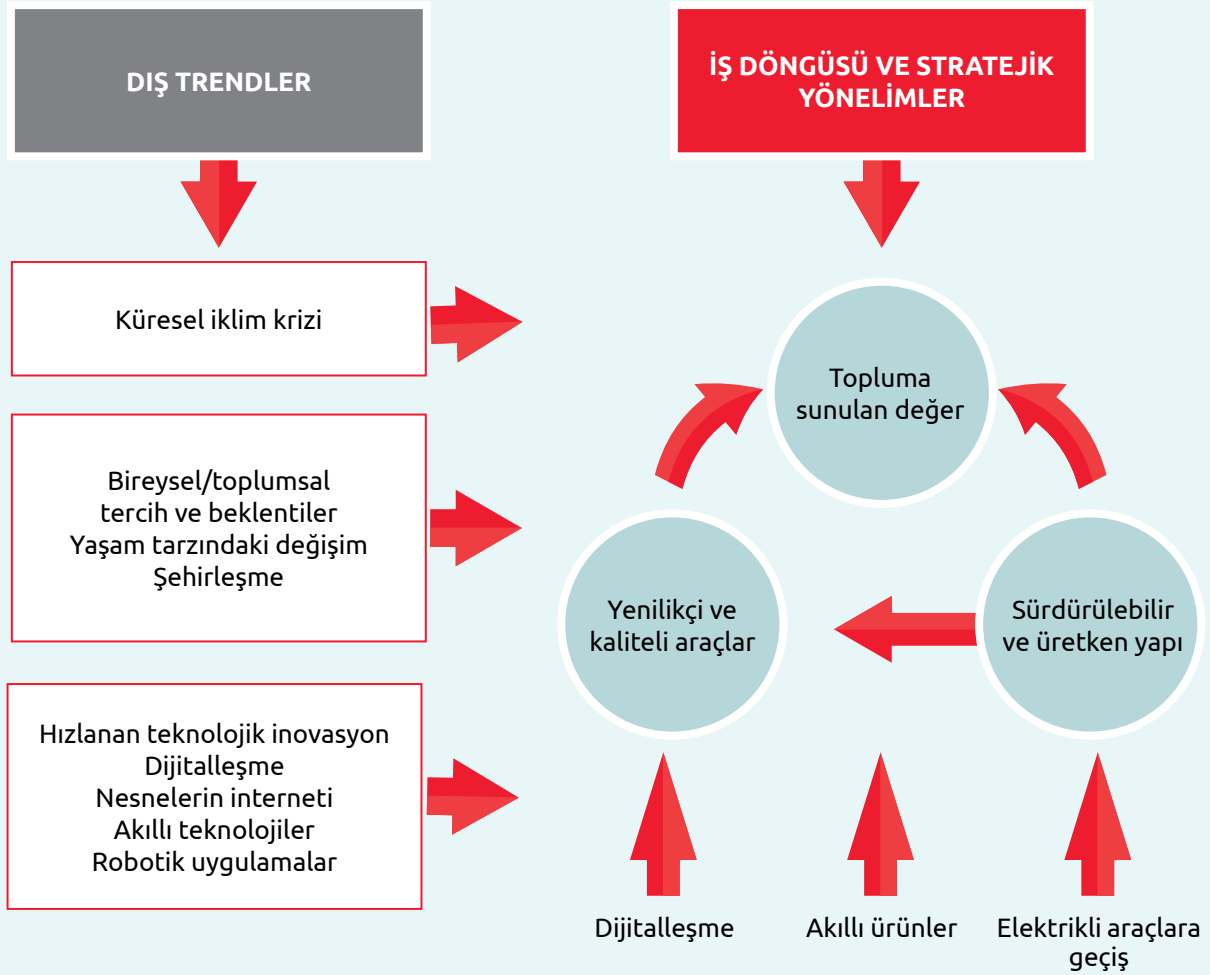 DIŞ TRENDLER
Küresel iklim krizi
Bireysel/toplumsal
tercih ve beklentiler
Yaşam tarzındaki değişim
Şehirleşme
Hızlanan teknolojik inovasyon
Dijitalleşme
Nesnelerin interneti
Akıllı teknolojiler
Robotik uygulamalar
İŞ DÖNGÜSÜ VE STRATEJİK
YÖNELİMLER
Topluma
sunulan değer
Yenilikçi ve
kaliteli araçlar
Sürdürülebilir
ve üretken yapı
Dijitalleşme
Akıllı ürünler
Elektrikli araçlara
geçiş